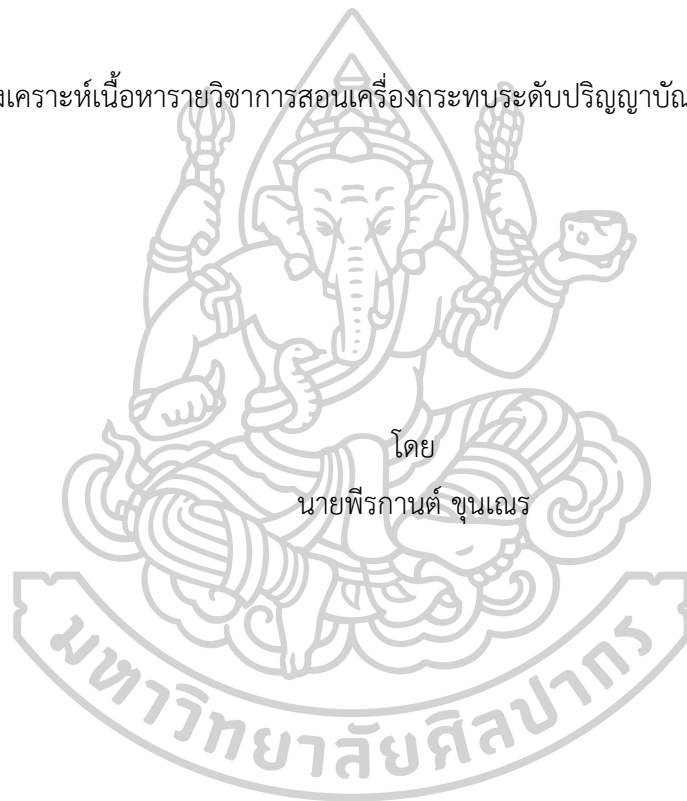 งเคราะห์เนื้อหารายวิชาการสอนเครื่องกระทบระดับปริญญาบัณ
โดย
นายพีรกานต์ ขุนเณร
มหาวิทยาลัยศิลปากร